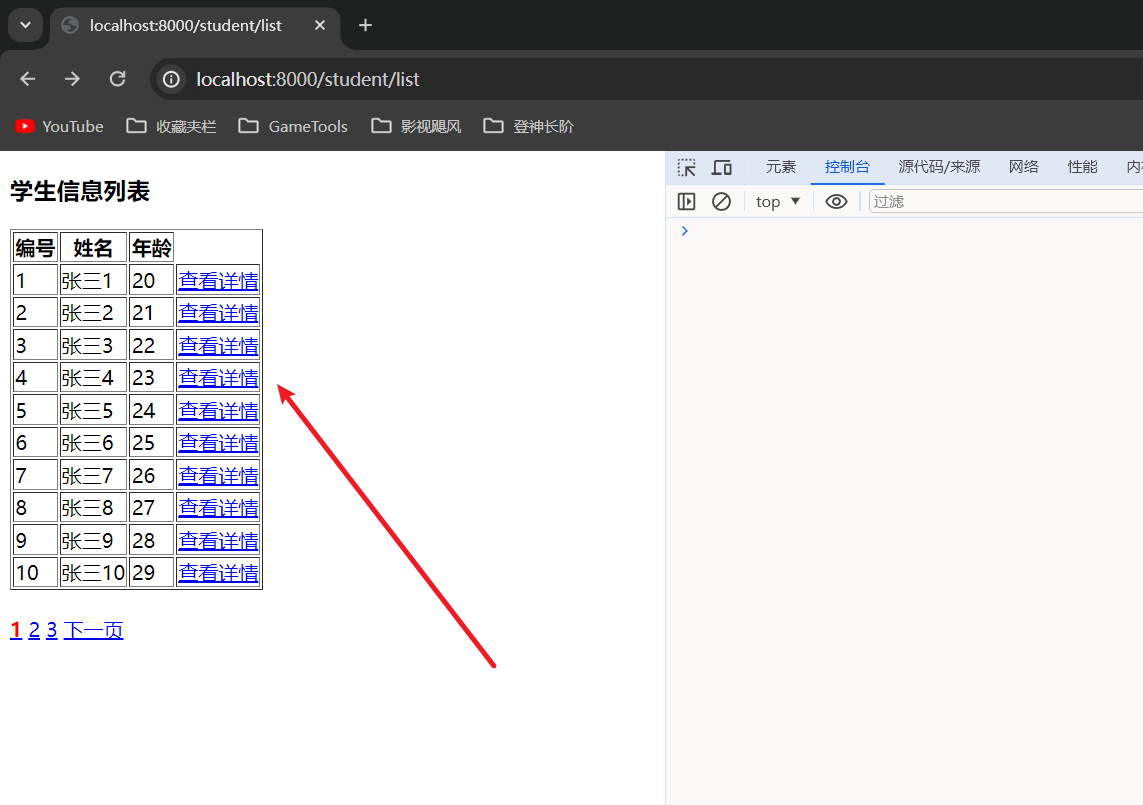 localhost:8000/student/list
localhost:8000/student/list
YouTube 收藏夹栏 GameTools 影视飓风 登神长阶
元素 控制台 源代码/来源 网络 性能
top 过滤
学生信息列表
编号 姓名 年龄
1 张三1 20 查看详情
2 张三2 21 查看详情
3 张三3 22 查看详情
4 张三4 23 查看详情
5 张三5 24 查看详情
6 张三6 25 查看详情
7 张三7 26 查看详情
8 张三8 27 查看详情
9 张三9 28 查看详情
10 张三10 29 查看详情
1 2 3 下一页